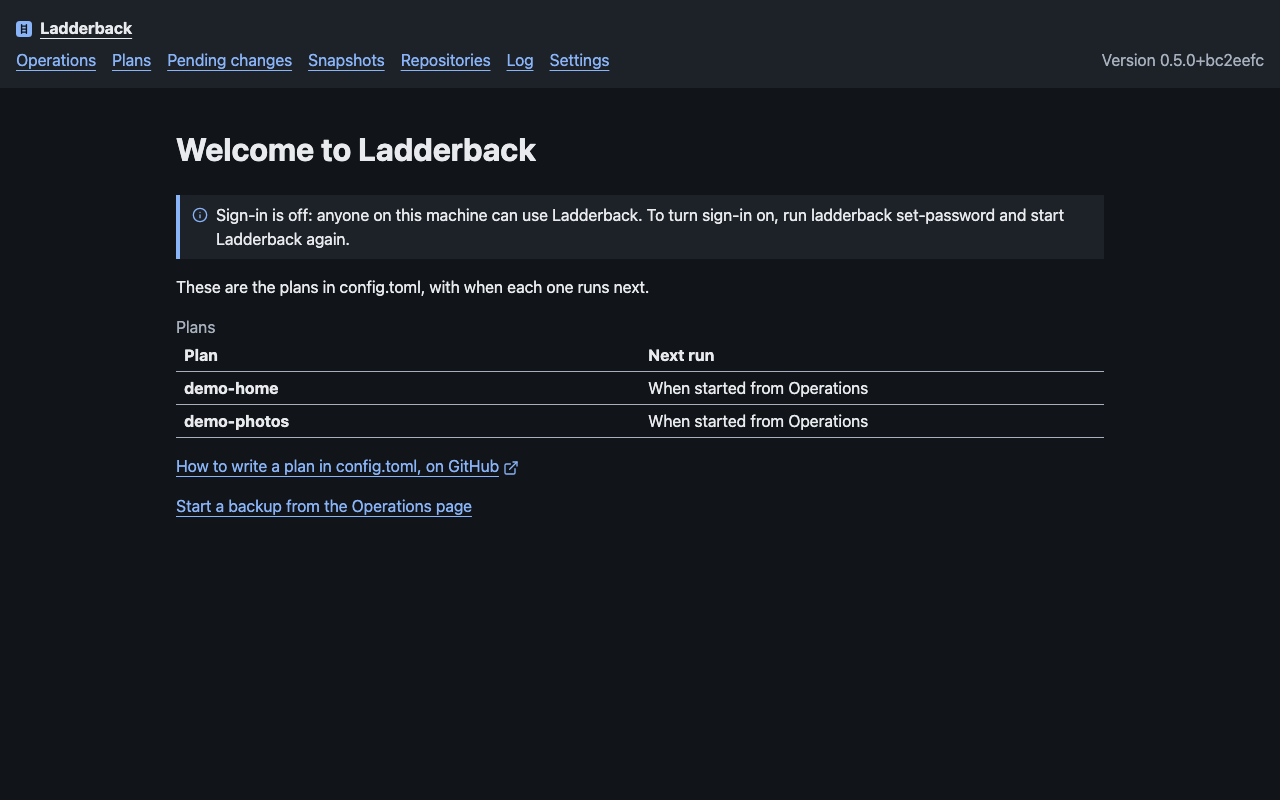 Ladderback
Operations Plans Pending changes Snapshots Repositories Log Settings Version 0.5.0+bc2eefc
Welcome to Ladderback
Sign-in is off: anyone on this machine can use Ladderback. To turn sign-in on, run ladderback set-password and start
Ladderback again.
These are the plans in config.toml, with when each one runs next.
Plans
Plan Next run
demo-home When started from Operations
demo-photos When started from Operations
How to write a plan in config.toml, on GitHub
Start a backup from the Operations page